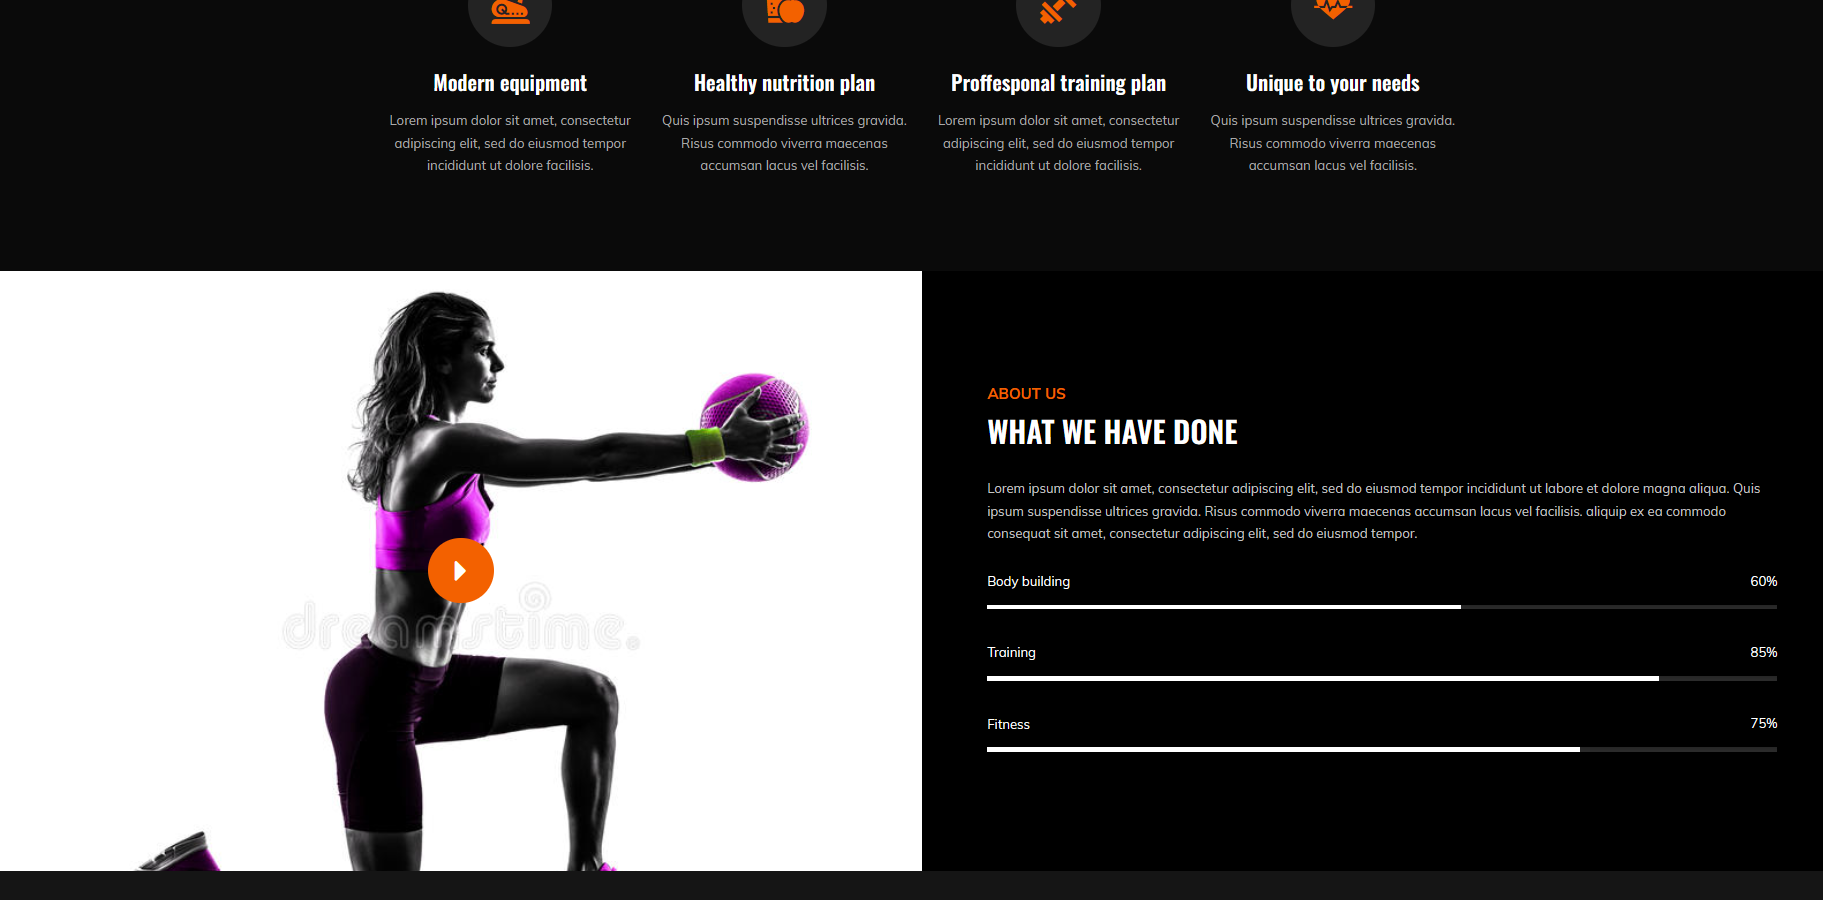 Modern equipment
Lorem ipsum dolor sit amet, consectetur
adipiscing elit, sed do eiusmod tempor
incididunt ut dolore facilisis.
Healthy nutrition plan
Quis ipsum suspendisse ultrices gravida.
Risus commodo viverra maecenas
accumsan lacus vel facilisis.
Proffesponal training plan
Lorem ipsum dolor sit amet, consectetur
adipiscing elit, sed do eiusmod tempor
incididunt ut dolore facilisis.
Unique to your needs
Quis ipsum suspendisse ultrices gravida.
Risus commodo viverra maecenas
accumsan lacus vel facilisis.
dreamstime.
ABOUT US
WHAT WE HAVE DONE
Lorem ipsum dolor sit amet, consectetur adipiscing elit, sed do eiusmod tempor incididunt ut labore et dolore magna aliqua. Quis
ipsum suspendisse ultrices gravida. Risus commodo viverra maecenas accumsan lacus vel facilisis. aliquip ex ea commodo
consequat sit amet, consectetur adipiscing elit, sed do eiusmod tempor.
Body building 60%
Training 85%
Fitness 75%